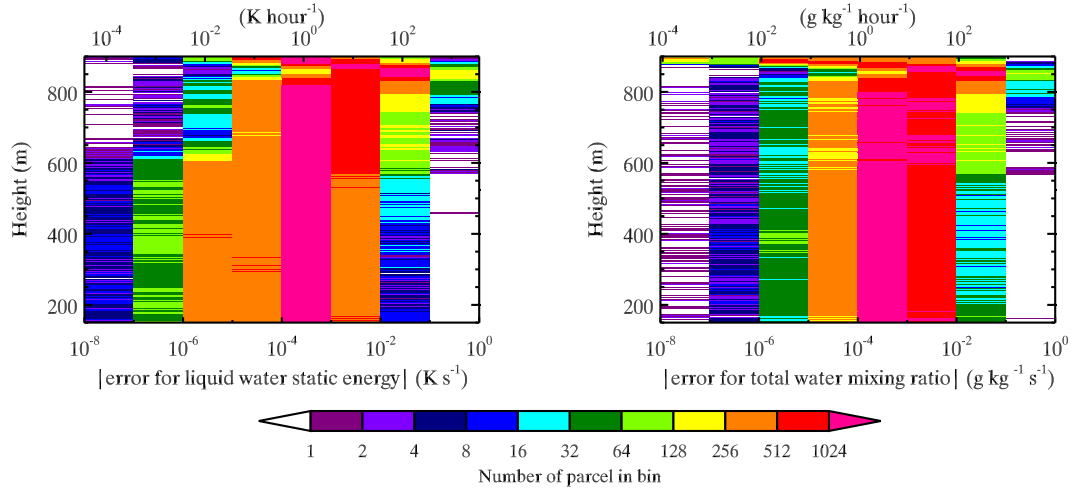 (K hour⁻¹)
10⁻⁴ 10⁻² 10⁰ 10²
Height (m)
800
600
400
200
10⁻⁸ 10⁻⁶ 10⁻⁴ 10⁻² 10⁰
|error for liquid water static energy| (K s⁻¹)
(g kg⁻¹ hour⁻¹)
10⁻⁴ 10⁻² 10⁰ 10²
Height (m)
800
600
400
200
10⁻⁸ 10⁻⁶ 10⁻⁴ 10⁻² 10⁰
|error for total water mixing ratio| (g kg⁻¹ s⁻¹)
1 2 4 8 16 32 64 128 256 512 1024
Number of parcel in bin